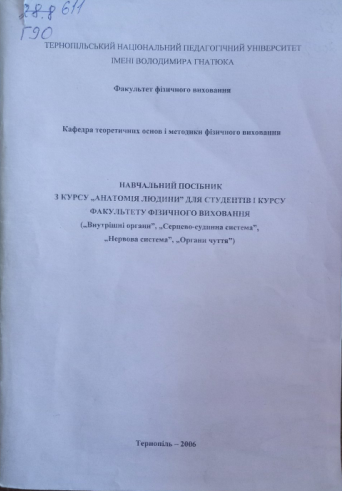 28.8 611
Г90
ТЕРНОПІЛЬСЬКИЙ НАЦІОНАЛЬНИЙ ПЕДАГОГІЧНИЙ УНІВЕРСИТЕТ
ІМЕНІ ВОЛОДИМИРА ГНАТЮКА
Факультет фізичного виховання
Кафедра теоретичних основ і методики фізичного виховання
НАВЧАЛЬНИЙ ПОСІБНИК
З КУРСУ „АНАТОМІЯ ЛЮДИНИ” ДЛЯ СТУДЕНТІВ І КУРСУ
ФАКУЛЬТЕТУ ФІЗИЧНОГО ВИХОВАННЯ
(„Внутрішні органи”, „Серцево-судинна система”,
„Нервова система”, „Органи чуття”)
Тернопіль – 2006